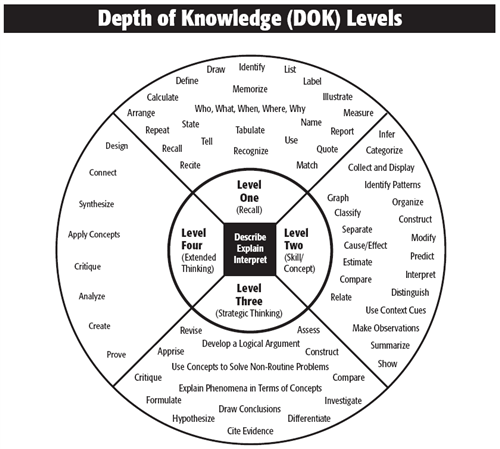 Depth of Knowledge (DOK) Levels
Draw
Identify
List
Define
Label
Memorize
Illustrate
Calculate
Who, What, When, Where, Why
Measure
Arrange
State
Name
Repeat
Tabulate
Report
Tell
Use
Recall
Recognize
Quote
Recite
Match
Level
One
(Recall)
Infer
Categorize
Collect and Display
Identify Patterns
Graph
Organize
Classify
Construct
Separate
Modify
Cause/Effect
Predict
Estimate
Interpret
Compare
Distinguish
Relate
Use Context Cues
Make Observations
Summarize
Show
Level
Two
(Skill/
Concept)
Describe
Explain
Interpret
Level
Three
(Strategic Thinking)
Revise
Assess
Develop a Logical Argument
Apprise
Construct
Use Concepts to Solve Non-Routine Problems
Critique
Compare
Explain Phenomena in Terms of Concepts
Formulate
Investigate
Draw Conclusions
Hypothesize
Differentiate
Cite Evidence
Level
Four
(Extended
Thinking)
Design
Connect
Synthesize
Apply Concepts
Critique
Analyze
Create
Prove